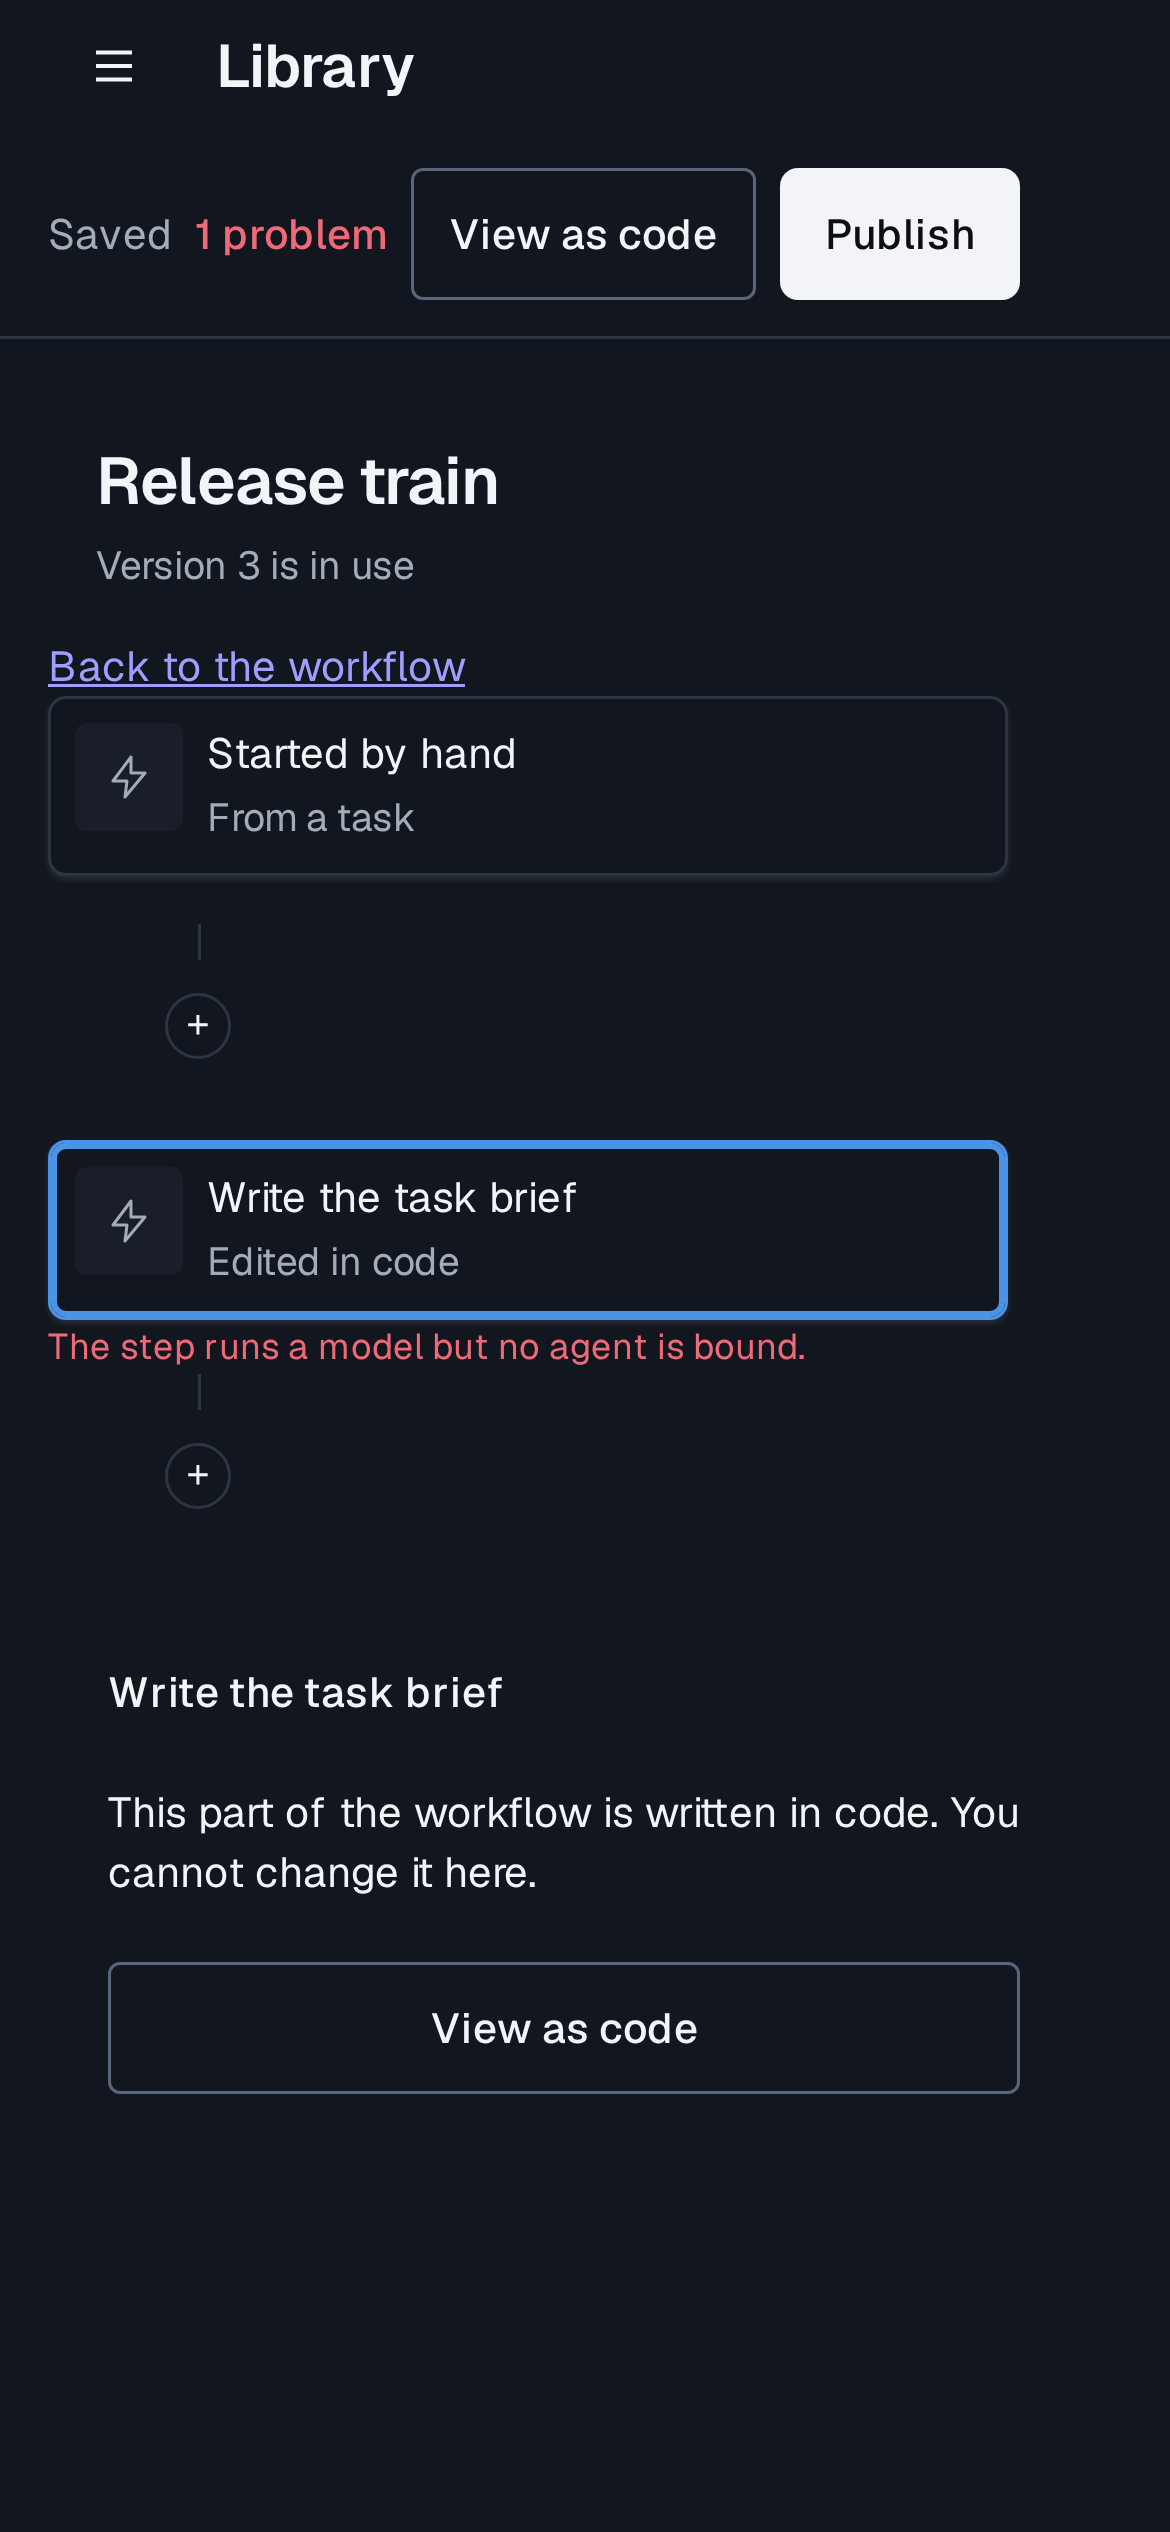 Library
Saved 1 problem View as code Publish
Release train
Version 3 is in use
Back to the workflow
Started by hand
From a task
+
Write the task brief
Edited in code
The step runs a model but no agent is bound.
+
Write the task brief
This part of the workflow is written in code. You
cannot change it here.
View as code